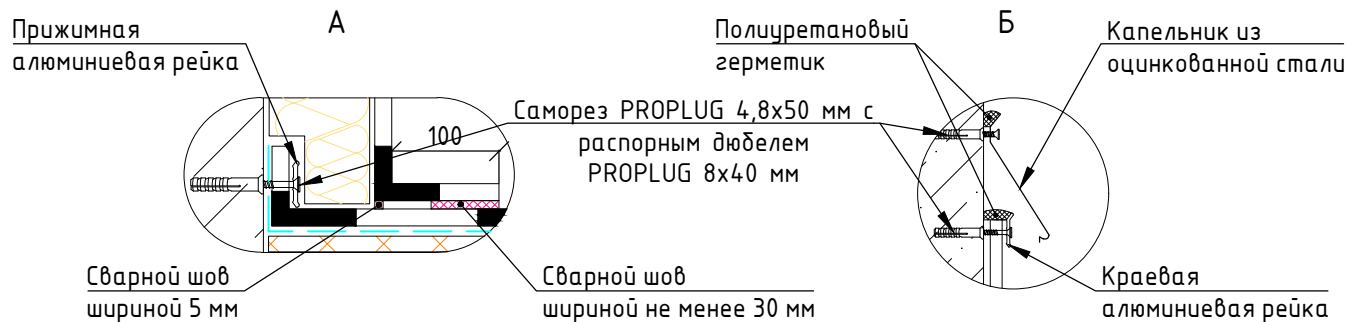 А
Прижимная
алюминиевая рейка
Саморез PROPLUG 4,8х50 мм с
распорным дюбелем
PROPLUG 8х40 мм
100
Сварной шов
шириной 5 мм
Сварной шов
шириной не менее 30 мм
Б
Полиуретановый
герметик
Капельник из
оцинкованной стали
Краевая
алюминиевая рейка